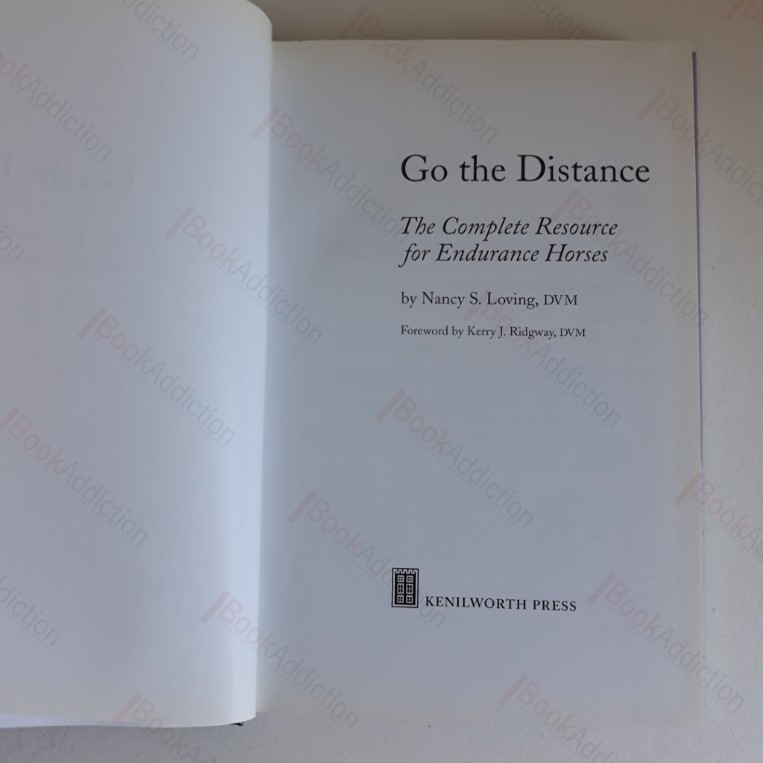 Go the Distance
The Complete Resource
for Endurance Horses
by Nancy S. Loving, DVM
Foreword by Kerry J. Ridgway, DVM
KENILWORTH PRESS
BookAddiction